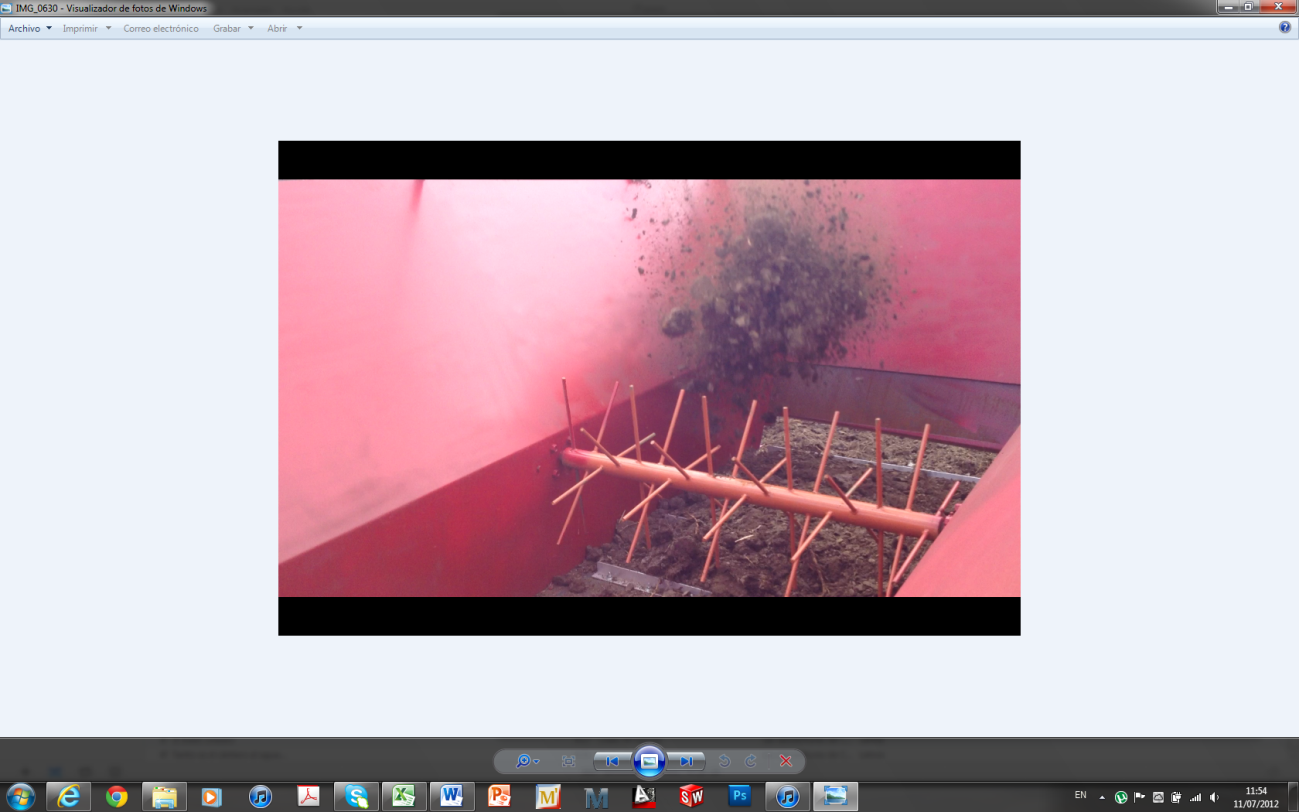 IMG_0630 - Visualizador de fotos de Windows
Archivo Imprimir Correo electrónico Grabar Abrir
EN
11:54
11/07/2012